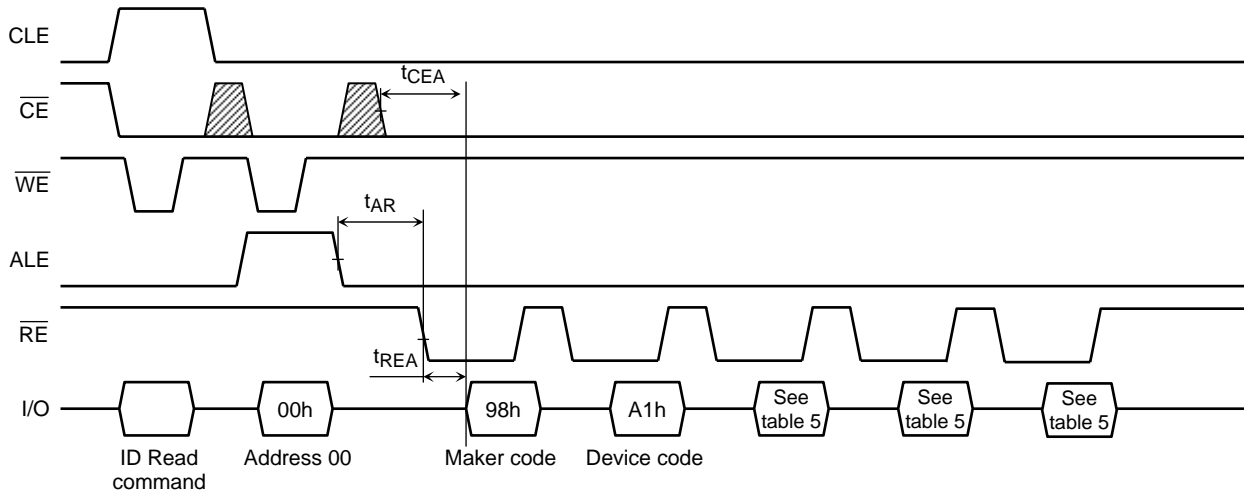 CLE
tCEA
CE
WE
tAR
ALE
RE
tREA
I/O
00h
98h
A1h
See
table 5
See
table 5
See
table 5
ID Read
command
Address 00
Maker code
Device code